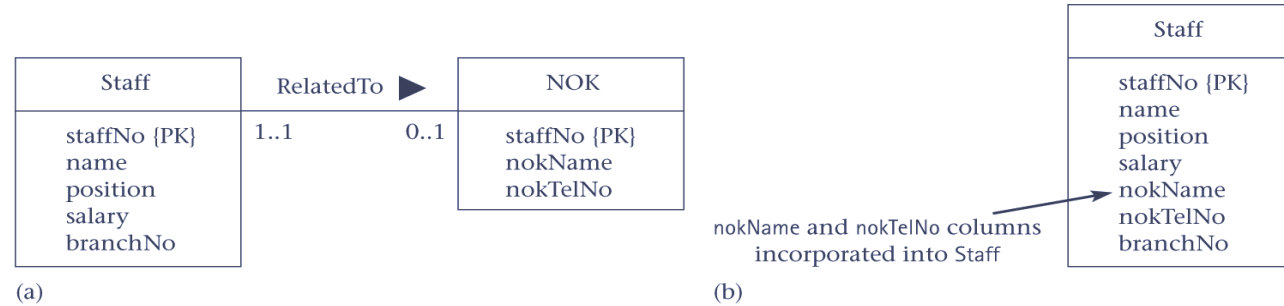 Staff
staffNo {PK}
name
position
salary
branchNo
RelatedTo
1..1
0..1
NOK
staffNo {PK}
nokName
nokTelNo
(a)
Staff
staffNo {PK}
name
position
salary
nokName
nokTelNo
branchNo
nokName and nokTelNo columns
incorporated into Staff
(b)